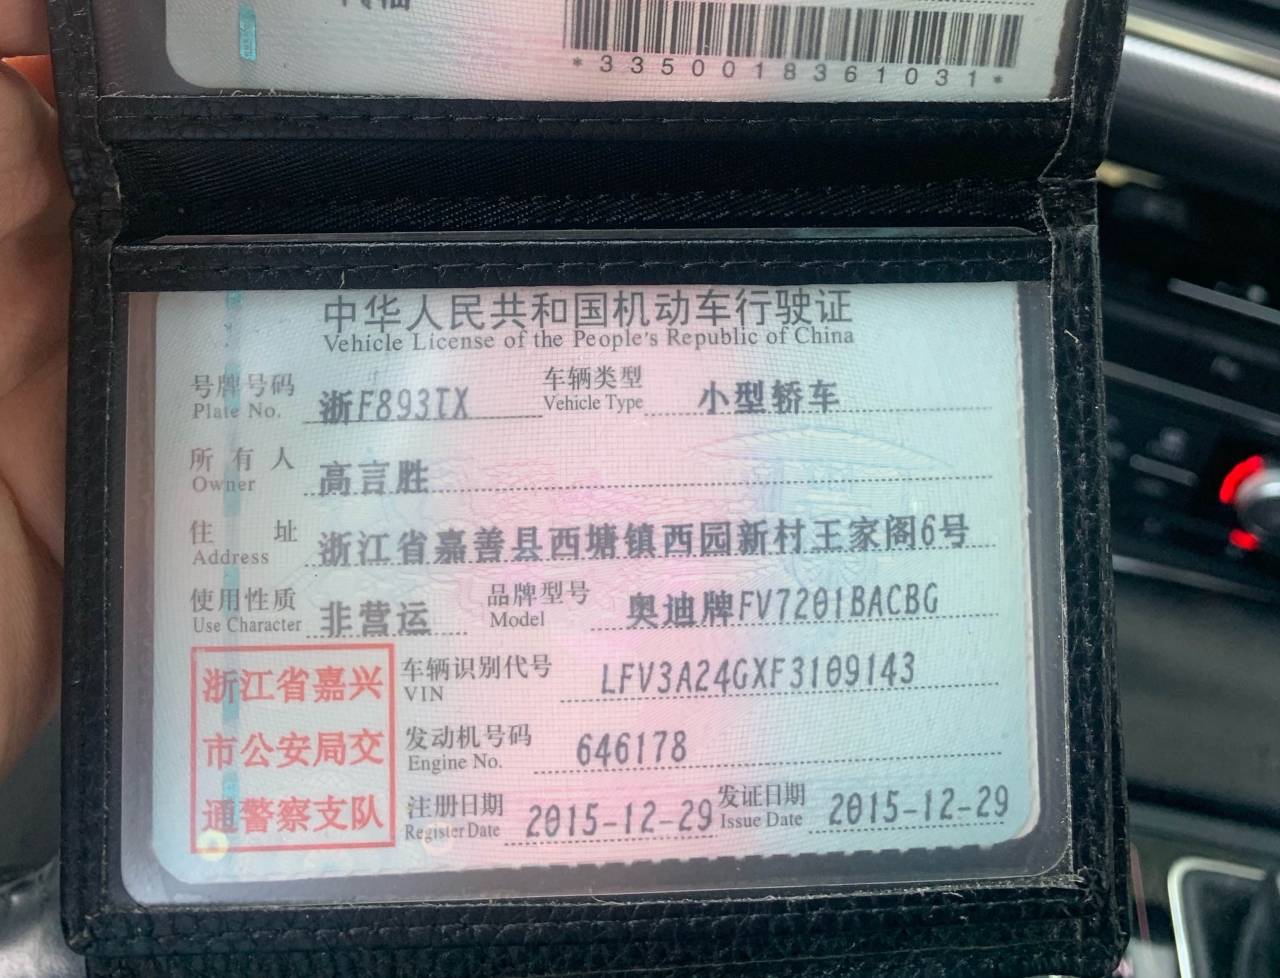 *3350018361031*
中华人民共和国机动车行驶证
Vehicle License of the People's Republic of China
号牌号码 浙F893TX 车辆类型 小型轿车
Plate No. Vehicle Type
所有人 高言胜
Owner
住址 浙江省嘉善县西塘镇西园新村王家阁6号
Address
使用性质 非营运 品牌型号 奥迪牌FV7201BACBG
Use Character Model
浙江省嘉兴
市公安局交
通警察支队
车辆识别代号 LFV3A24GXF3109143
VIN
发动机号码 646178
Engine No.
注册日期 2015-12-29 发证日期 2015-12-29
Register Date Issue Date